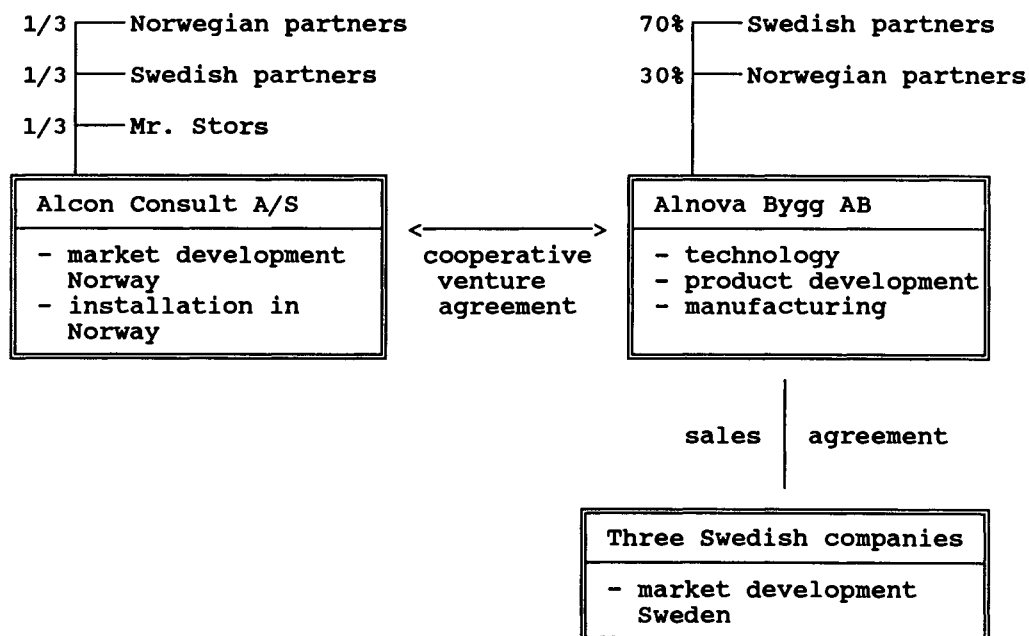 1/3 Norwegian partners
1/3 Swedish partners
1/3 Mr. Stors
70% Swedish partners
30% Norwegian partners
Alcon Consult A/S
- market development
Norway
- installation in
Norway
<————————>
cooperative
venture
agreement
Alnova Bygg AB
- technology
- product development
- manufacturing
sales agreement
Three Swedish companies
- market development
Sweden